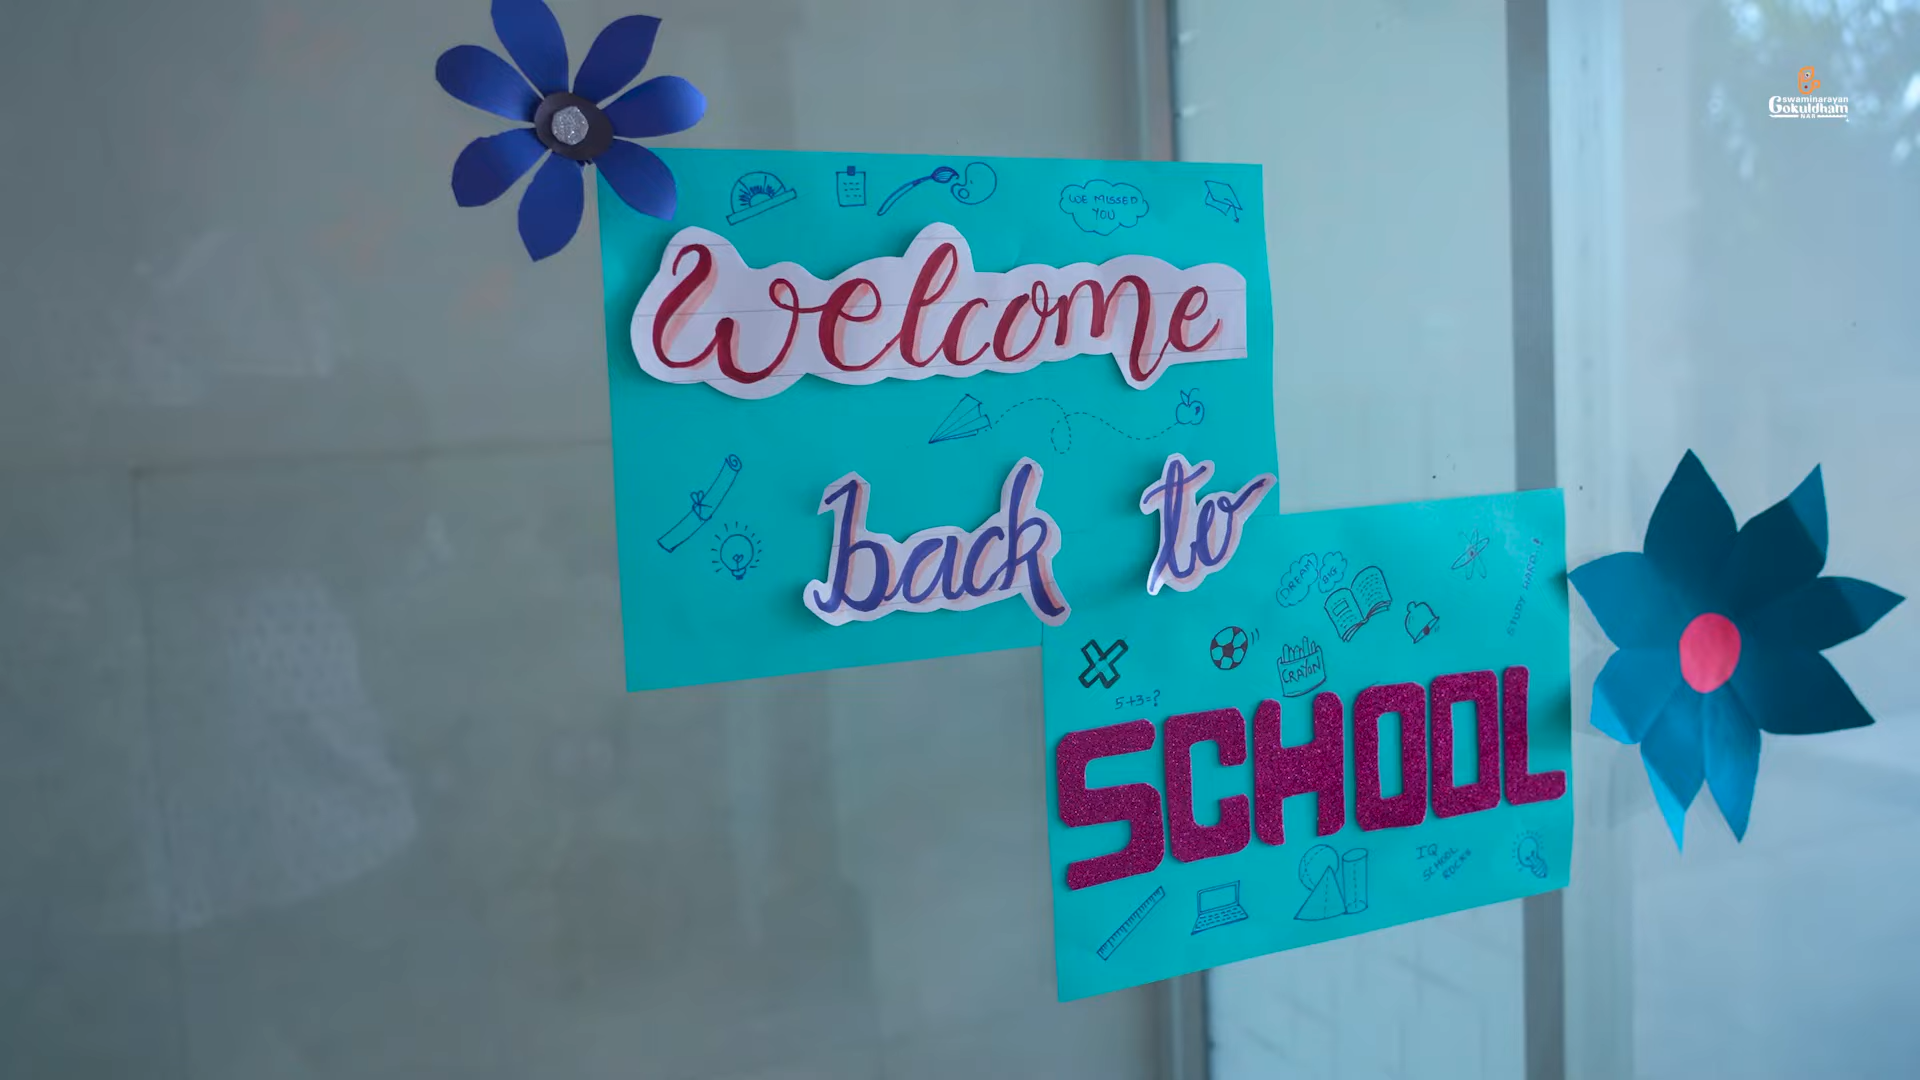 swaminarayan
Gokuldham
NAR
WE MISSED
YOU
Welcome
back to
DREAM BIG
STUDY HARD...!
CRAYON
5+3=?
SCHOOL
IQ
SCHOOL
ROCKS